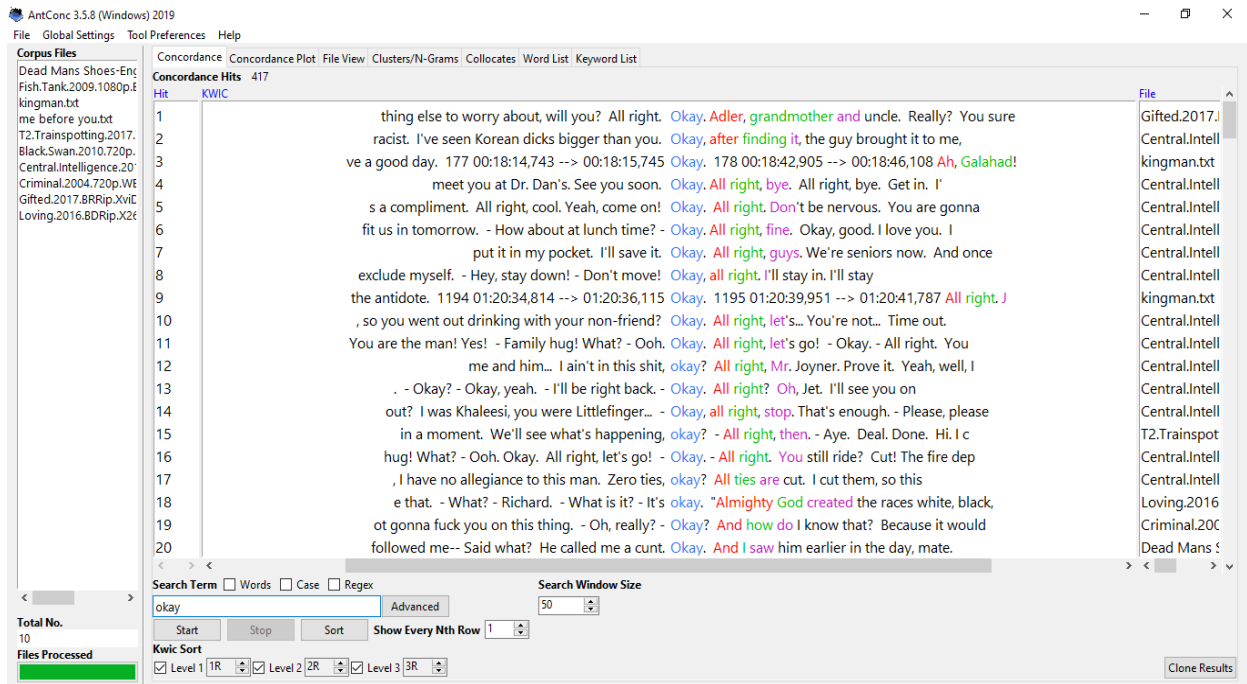 AntConc 3.5.8 (Windows) 2019
File Global Settings Tool Preferences Help
Corpus Files
Dead Mans Shoes-Eng
Fish.Tank.2009.1080p.B
kingman.txt
me before you.txt
T2.Trainspotting.2017.
Black.Swan.2010.720p.
Central.Intelligence.20
Criminal.2004.720p.WE
Gifted.2017.BRRip.XviD
Loving.2016.BDRip.X26
Total No.
10
Files Processed
Concordance Concordance Plot File View Clusters/N-Grams Collocates Word List Keyword List
Concordance Hits 417
Hit KWIC File
1 thing else to worry about, will you? All right. Okay. Adler, grandmother and uncle. Really? You sure Gifted.2017.
2 racist. I've seen Korean dicks bigger than you. Okay, after finding it, the guy brought it to me, Central.Intell
3 ve a good day. 177 00:18:14,743 --> 00:18:15,745 Okay. 178 00:18:42,905 --> 00:18:46,108 Ah, Galahad! kingman.txt
4 meet you at Dr. Dan's. See you soon. Okay. All right, bye. All right, bye. Get in. I' Central.Intell
5 s a compliment. All right, cool. Yeah, come on! Okay. All right. Don't be nervous. You are gonna Central.Intell
6 fit us in tomorrow. - How about at lunch time? - Okay. All right, fine. Okay, good. I love you. I Central.Intell
7 put it in my pocket. I'll save it. Okay. All right, guys. We're seniors now. And once Central.Intell
8 exclude myself. - Hey, stay down! - Don't move! Okay, all right. I'll stay in. I'll stay Central.Intell
9 the antidote. 1194 01:20:34,814 --> 01:20:36,115 Okay. 1195 01:20:39,951 --> 01:20:41,787 All right. J kingman.txt
10 , so you went out drinking with your non-friend? Okay. All right, let's... You're not... Time out. Central.Intell
11 You are the man! Yes! - Family hug! What? - Ooh. Okay. All right, let's go! - Okay. - All right. You Central.Intell
12 me and him... I ain't in this shit, okay? All right, Mr. Joyner. Prove it. Yeah, well, I Central.Intell
13 . - Okay? - Okay, yeah. - I'll be right back. - Okay. All right? Oh, Jet. I'll see you on Central.Intell
14 out? I was Khaleesi, you were Littlefinger... - Okay, all right, stop. That's enough. - Please, please Central.Intell
15 in a moment. We'll see what's happening, okay? - All right, then. - Aye. Deal. Done. Hi. I c T2.Trainspot
16 hug! What? - Ooh. Okay. All right, let's go! - Okay. - All right. You still ride? Cut! The fire dep Central.Intell
17 , I have no allegiance to this man. Zero ties, okay? All ties are cut. I cut them, so this Central.Intell
18 e that. - What? - Richard. - What is it? - It's okay. "Almighty God created the races white, black, Loving.2016
19 ot gonna fuck you on this thing. - Oh, really? - Okay? And how do I know that? Because it would Criminal.200
20 followed me-- Said what? He called me a cunt. Okay. And I saw him earlier in the day, mate. Dead Mans S
Search Term Words Case Regex Search Window Size
okay Advanced 50
Start Stop Sort Show Every Nth Row 1
Kwic Sort
Level 1 1R Level 2 2R Level 3 3R Clone Results